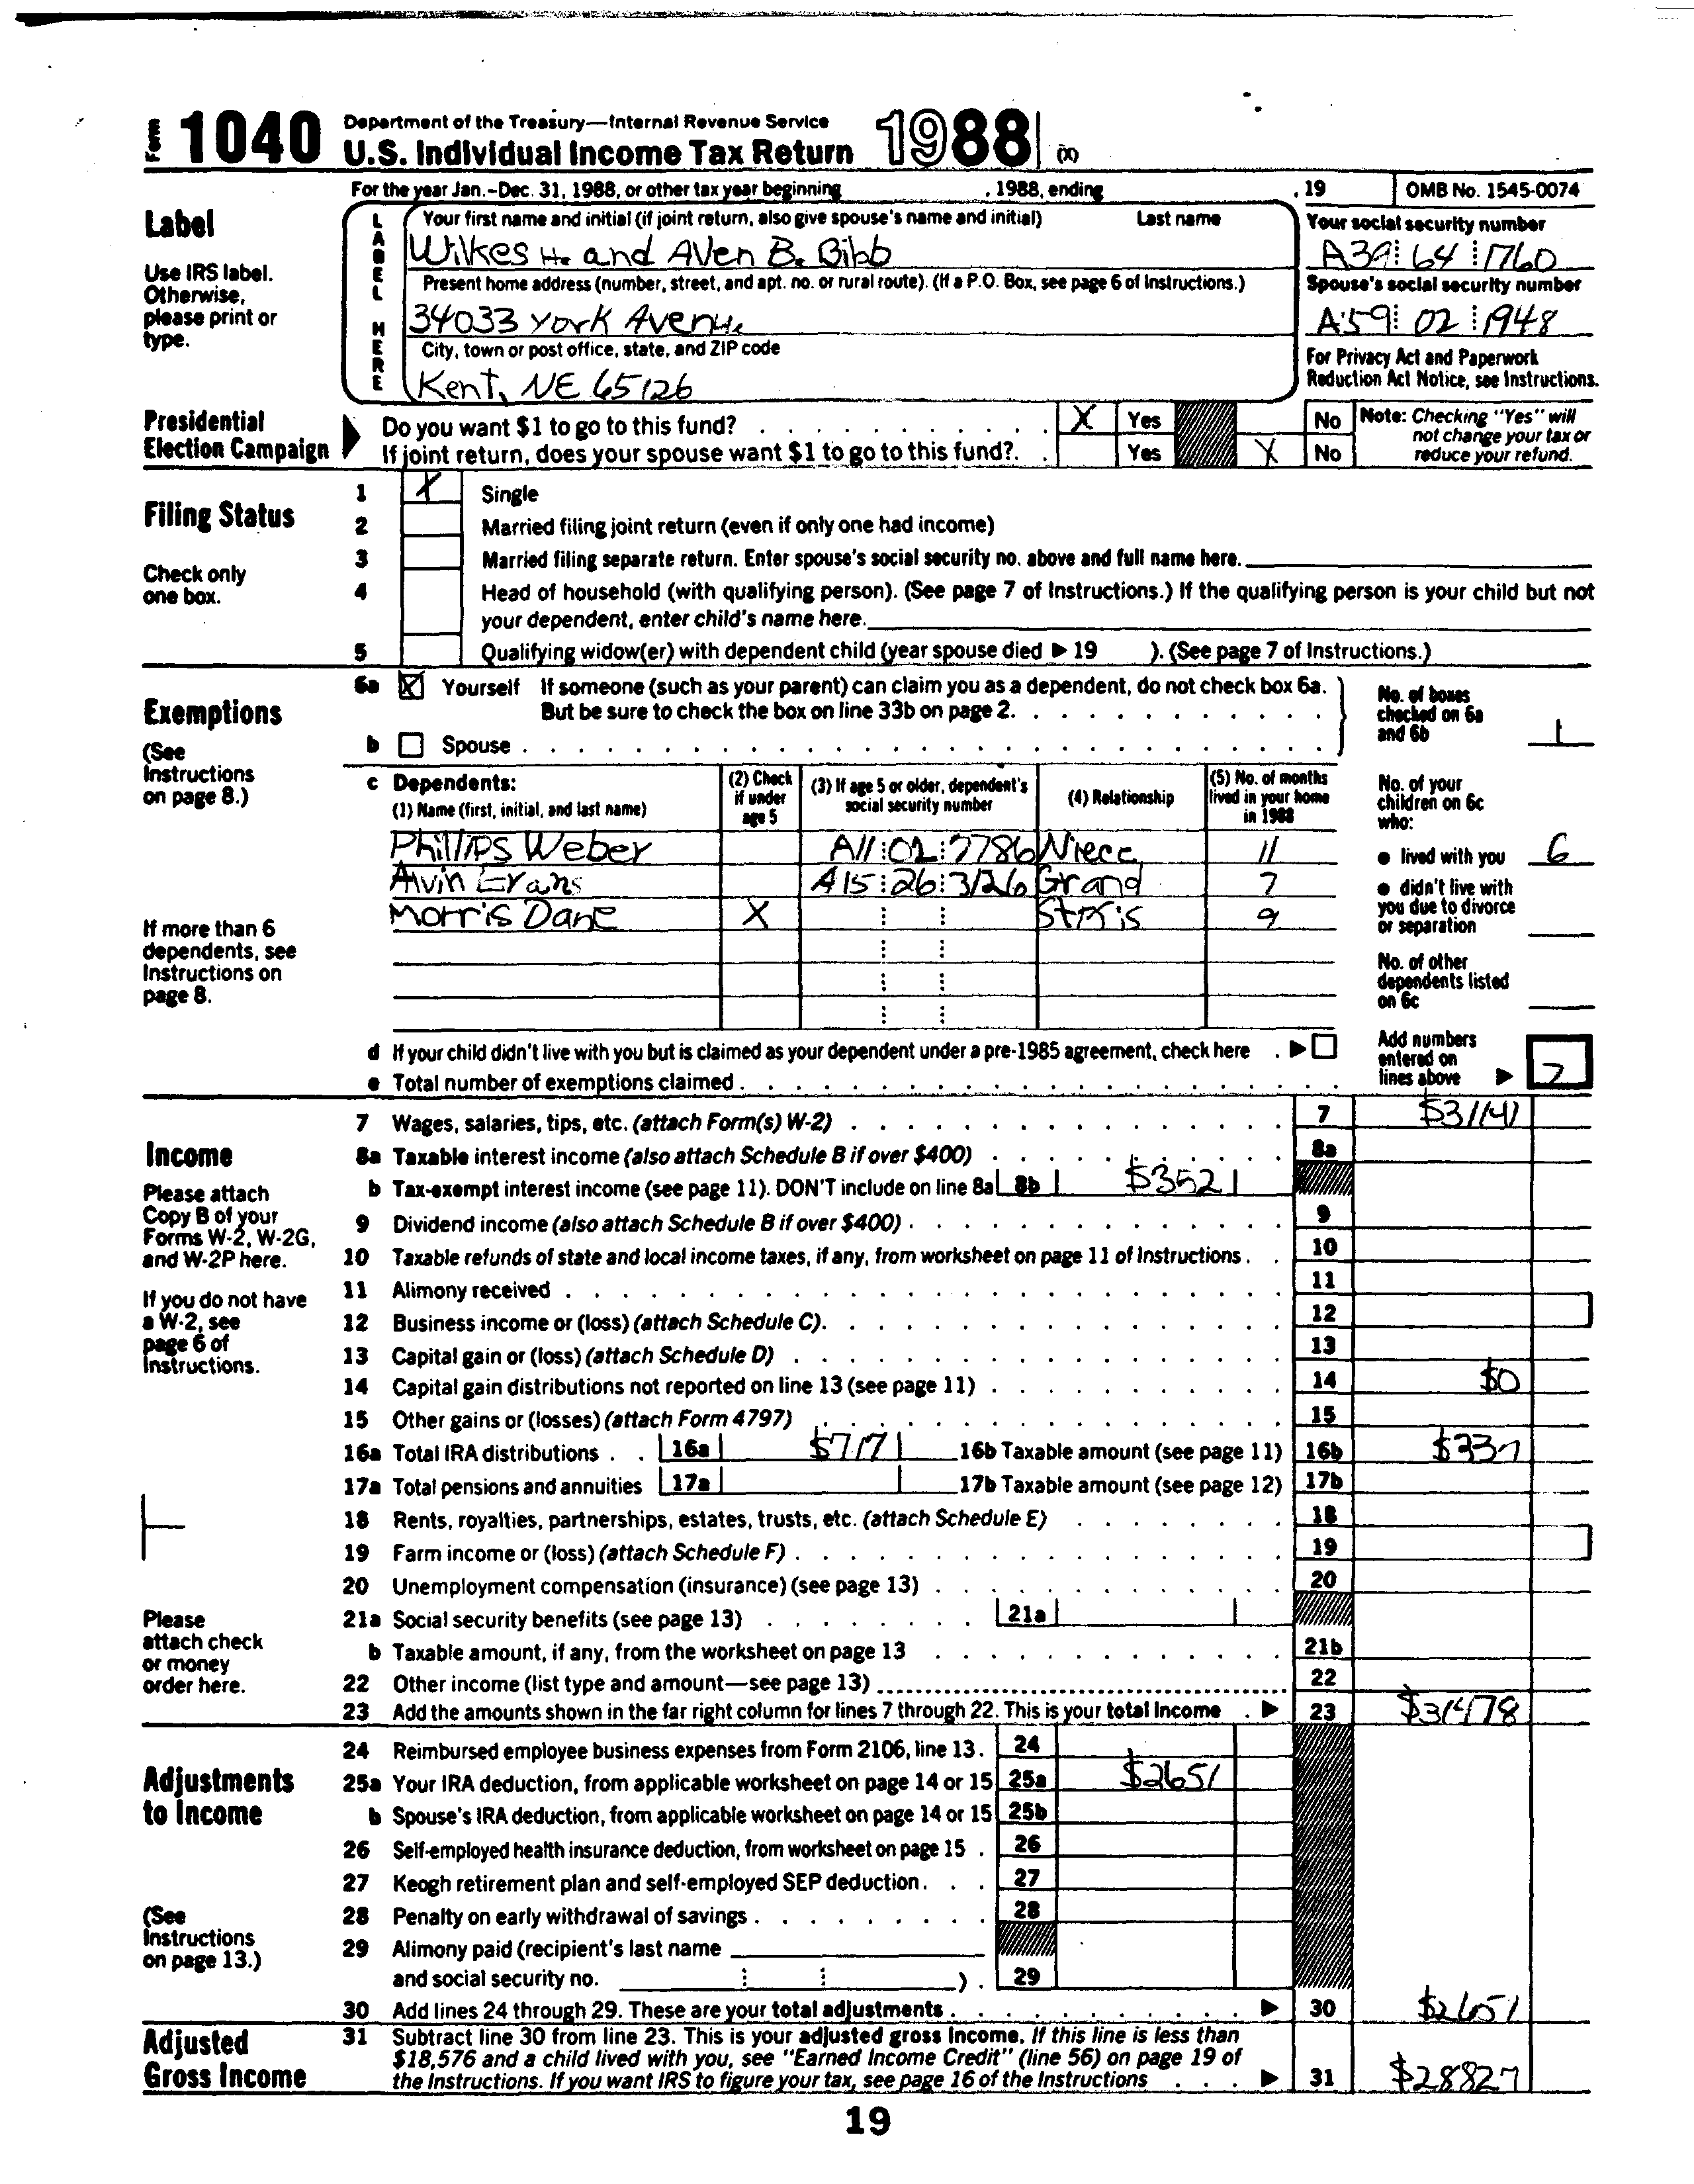 Form 1040 Department of the Treasury—Internal Revenue Service
U.S. Individual Income Tax Return 1988 (X)
For the year Jan.-Dec. 31, 1988, or other tax year beginning , 1988, ending , 19 OMB No. 1545-0074
Label
Use IRS label.
Otherwise,
please print or
type.
LABEL HERE
Your first name and initial (if joint return, also give spouse's name and initial) Last name
Wilkes H. and Aven B. Bibb
Your social security number
A39 64 1760
Present home address (number, street, and apt. no. or rural route). (If a P.O. Box, see page 6 of Instructions.)
34033 York Avenue
Spouse's social security number
A59 02 1948
City, town or post office, state, and ZIP code
Kent, NE 65126
For Privacy Act and Paperwork
Reduction Act Notice, see Instructions.
Presidential
Election Campaign
Do you want $1 to go to this fund? X Yes No
If joint return, does your spouse want $1 to go to this fund? Yes X No
Note: Checking "Yes" will
not change your tax or
reduce your refund.
Filing Status
Check only
one box.
1 X Single
2 Married filing joint return (even if only one had income)
3 Married filing separate return. Enter spouse's social security no. above and full name here.
4 Head of household (with qualifying person). (See page 7 of Instructions.) If the qualifying person is your child but not
your dependent, enter child's name here.
5 Qualifying widow(er) with dependent child (year spouse died ▶ 19 ). (See page 7 of Instructions.)
Exemptions
(See
Instructions
on page 8.)
6a X Yourself If someone (such as your parent) can claim you as a dependent, do not check box 6a.
But be sure to check the box on line 33b on page 2.
b Spouse
No. of boxes
checked on 6a
and 6b 1
c Dependents:
(1) Name (first, initial, and last name)
(2) Check
if under
age 5
(3) If age 5 or older, dependent's
social security number
(4) Relationship
(5) No. of months
lived in your home
in 1988
Phillips Weber A11 02 7786 Niece 11
Alvin Evans A15 26 3126 Grand 7
Morris Dane X 9
If more than 6
dependents, see
Instructions on
page 8.
No. of your
children on 6c
who:
● lived with you 6
● didn't live with
you due to divorce
or separation
No. of other
dependents listed
on 6c
d If your child didn't live with you but is claimed as your dependent under a pre-1985 agreement, check here ▶
e Total number of exemptions claimed
Add numbers
entered on
lines above ▶ 7
Income
Please attach
Copy B of your
Forms W-2, W-2G,
and W-2P here.
If you do not have
a W-2, see
page 6 of
Instructions.
Please
attach check
or money
order here.
7 Wages, salaries, tips, etc. (attach Form(s) W-2) 7 $31141
8a Taxable interest income (also attach Schedule B if over $400) 8a
b Tax-exempt interest income (see page 11). DON'T include on line 8a 8b $3521
9 Dividend income (also attach Schedule B if over $400) 9
10 Taxable refunds of state and local income taxes, if any, from worksheet on page 11 of Instructions 10
11 Alimony received 11
12 Business income or (loss) (attach Schedule C) 12
13 Capital gain or (loss) (attach Schedule D) 13
14 Capital gain distributions not reported on line 13 (see page 11) 14 $0
15 Other gains or (losses) (attach Form 4797) 15
16a Total IRA distributions 16a $717 16b Taxable amount (see page 11) 16b $337
17a Total pensions and annuities 17a 17b Taxable amount (see page 12) 17b
18 Rents, royalties, partnerships, estates, trusts, etc. (attach Schedule E) 18
19 Farm income or (loss) (attach Schedule F) 19
20 Unemployment compensation (insurance) (see page 13) 20
21a Social security benefits (see page 13) 21a
b Taxable amount, if any, from the worksheet on page 13 21b
22 Other income (list type and amount—see page 13) 22
23 Add the amounts shown in the far right column for lines 7 through 22. This is your total income ▶ 23 $31478
Adjustments
to Income
(See
Instructions
on page 13.)
24 Reimbursed employee business expenses from Form 2106, line 13. 24
25a Your IRA deduction, from applicable worksheet on page 14 or 15 25a $2651
b Spouse's IRA deduction, from applicable worksheet on page 14 or 15 25b
26 Self-employed health insurance deduction, from worksheet on page 15 26
27 Keogh retirement plan and self-employed SEP deduction 27
28 Penalty on early withdrawal of savings 28
29 Alimony paid (recipient's last name
and social security no. ) 29
30 Add lines 24 through 29. These are your total adjustments ▶ 30 $2651
Adjusted
Gross Income
31 Subtract line 30 from line 23. This is your adjusted gross income. If this line is less than
$18,576 and a child lived with you, see "Earned Income Credit" (line 56) on page 19 of
the Instructions. If you want IRS to figure your tax, see page 16 of the Instructions ▶ 31 $28827
19